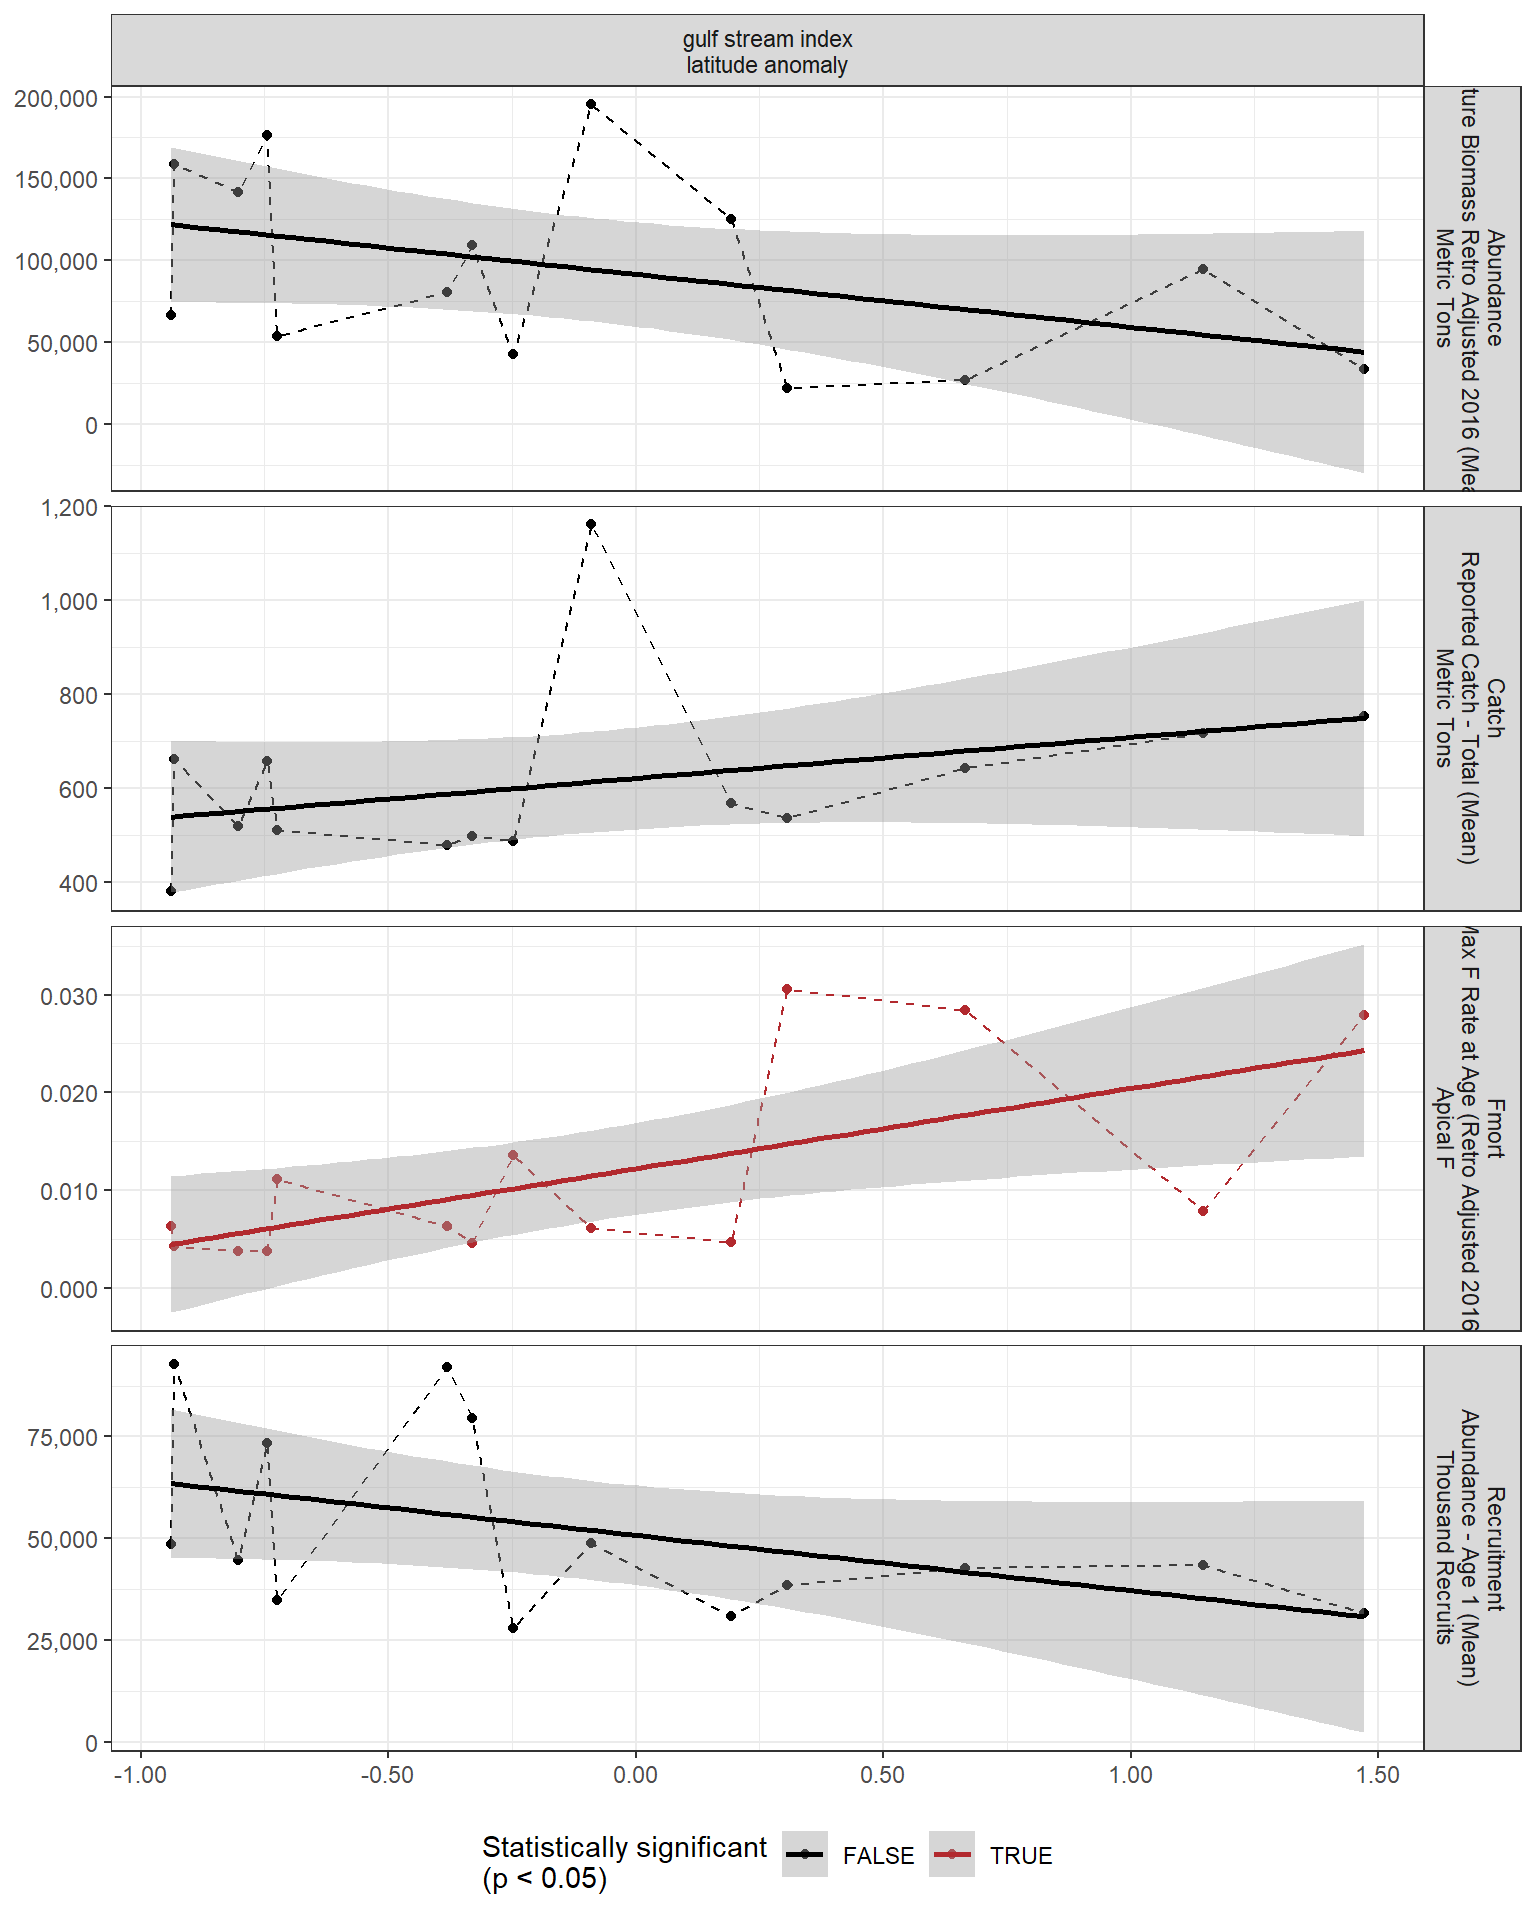 gulf stream index
latitude anomaly
200,000
150,000
100,000
50,000
0
Abundance
Biomass Retro Adjusted 2016
Metric Tons
1,200
1,000
800
600
400
Catch
Reported Catch - Total (Mean)
Metric Tons
0.030
0.020
0.010
0.000
Fmort
F Rate at Age (Retro Adjusted 2016
Apical F
75,000
50,000
25,000
0
Recruitment
Abundance - Age 1 (Mean)
Thousand Recruits
-1.00
-0.50
0.00
0.50
1.00
1.50
Statistically significant
(p < 0.05)
FALSE
TRUE